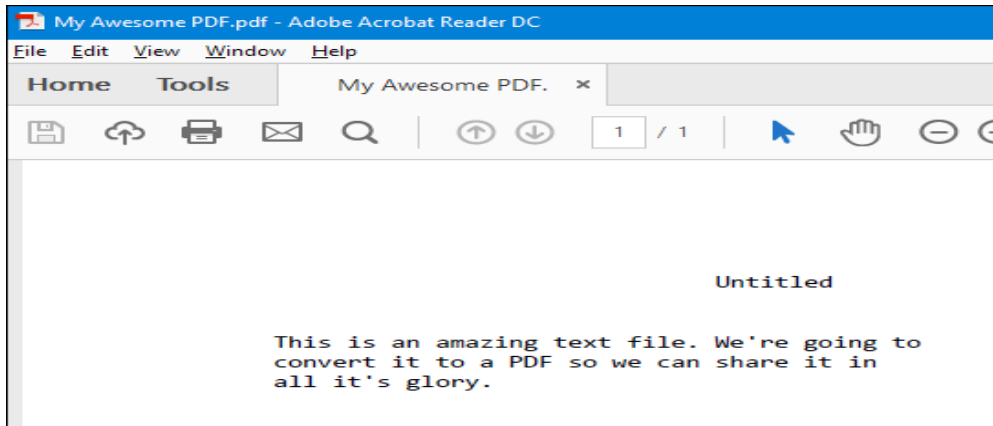 My Awesome PDF.pdf - Adobe Acrobat Reader DC
File Edit View Window Help
Home Tools My Awesome PDF. ×
1 / 1
Untitled
This is an amazing text file. We're going to
convert it to a PDF so we can share it in
all it's glory.